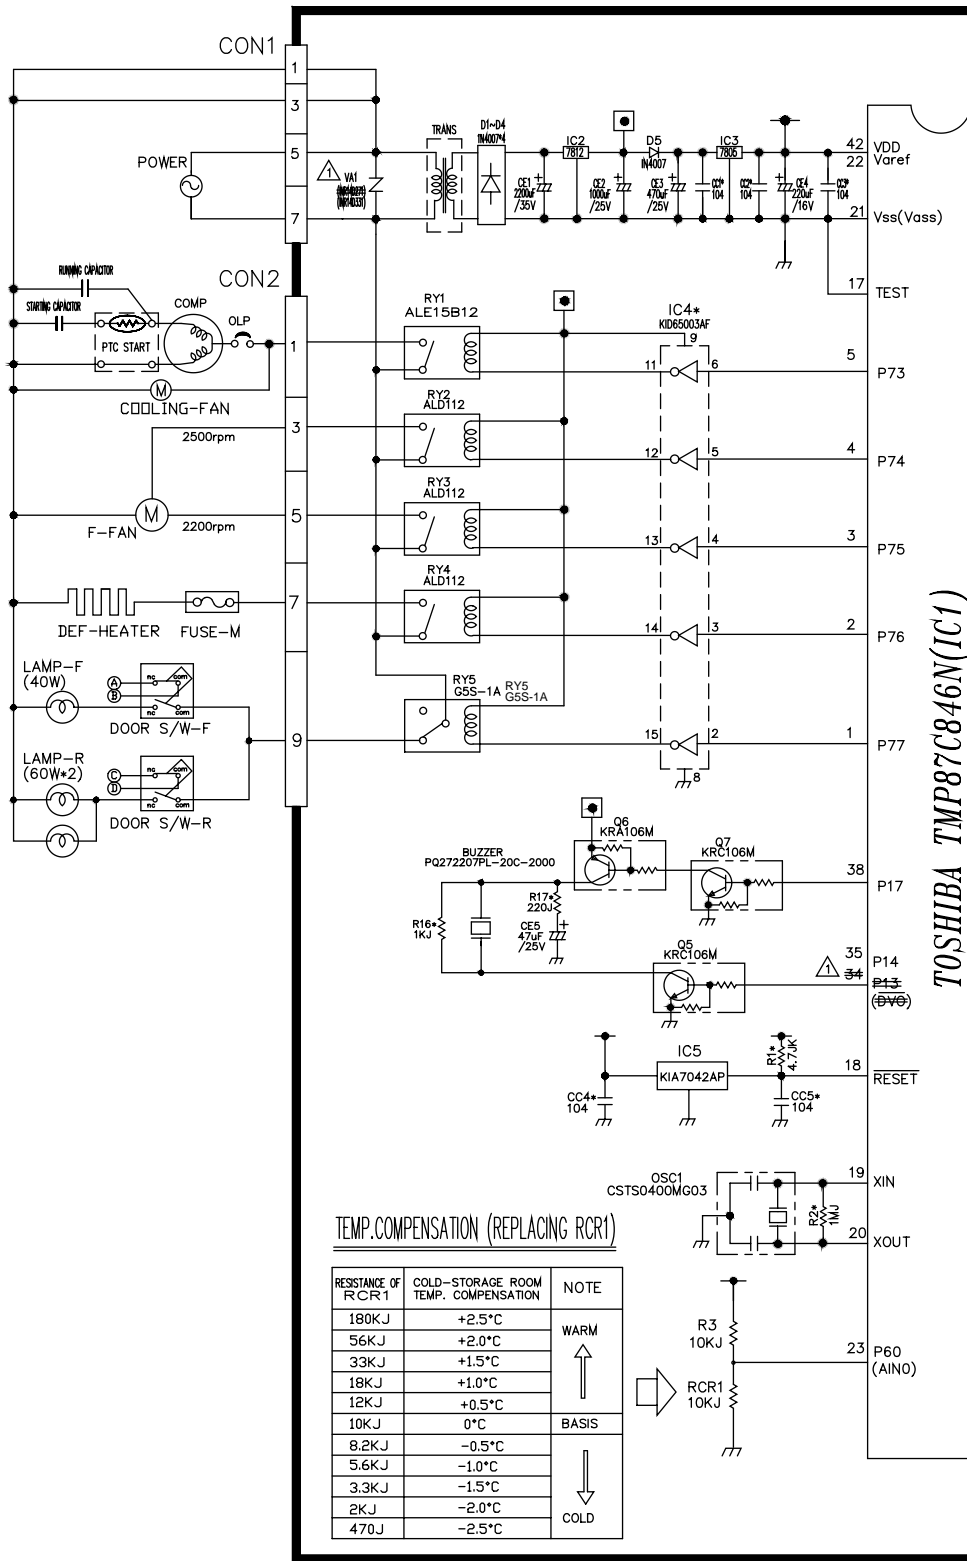 CON1
1
3
5
7
POWER
1
VA1
TRANS
D1~D4
1N4007*4
CE1
2200uF
/35V
IC2
7812
CE2
1000uF
/25V
D5
1N4007
CE3
470uF
/25V
CC1*
104
IC3
7805
CC2*
104
CE4
220uF
/16V
CC3*
104
42 VDD
22 Varef
21 Vss(Vass)
17 TEST
CON2
RUNNING CAPACITOR
STARTING CAPACITOR
COMP
OLP
PTC START
1
M
COOLING-FAN
3
2500rpm
M
F-FAN
2200rpm
5
DEF-HEATER
FUSE-M
7
LAMP-F
(40W)
A
B
nc
com
nc
com
DOOR S/W-F
LAMP-R
(60W*2)
C
D
nc
com
nc
com
DOOR S/W-R
9
RY1
ALE15B12
RY2
ALD112
RY3
ALD112
RY4
ALD112
RY5
G5S-1A
RY5
G5S-1A
IC4*
KID65003AF
9
11 6
12 5
13 4
14 3
15 2
8
5 P73
4 P74
3 P75
2 P76
1 P77
TOSHIBA TMP87C846N(IC1)
BUZZER
PQ272207PL-20C-2000
R16*
1KJ
R17*
220J
CE5
47uF
/25V
Q6
KRA106M
Q7
KRC106M
38 P17
Q5
KRC106M
1
35 P14
34 P13
(DVO)
IC5
KIA7042AP
CC4*
104
R1*
4.7JK
CC5*
104
18 RESET
OSC1
CSTS0400MG03
R2*
1MJ
19 XIN
20 XOUT
R3
10KJ
RCR1
10KJ
23 P60
(AIN0)
TEMP.COMPENSATION (REPLACING RCR1)
RESISTANCE OF RCR1 COLD-STORAGE ROOM TEMP. COMPENSATION NOTE
180KJ +2.5°C
56KJ +2.0°C WARM
33KJ +1.5°C
18KJ +1.0°C
12KJ +0.5°C
10KJ 0°C BASIS
8.2KJ -0.5°C
5.6KJ -1.0°C
3.3KJ -1.5°C
2KJ -2.0°C COLD
470J -2.5°C